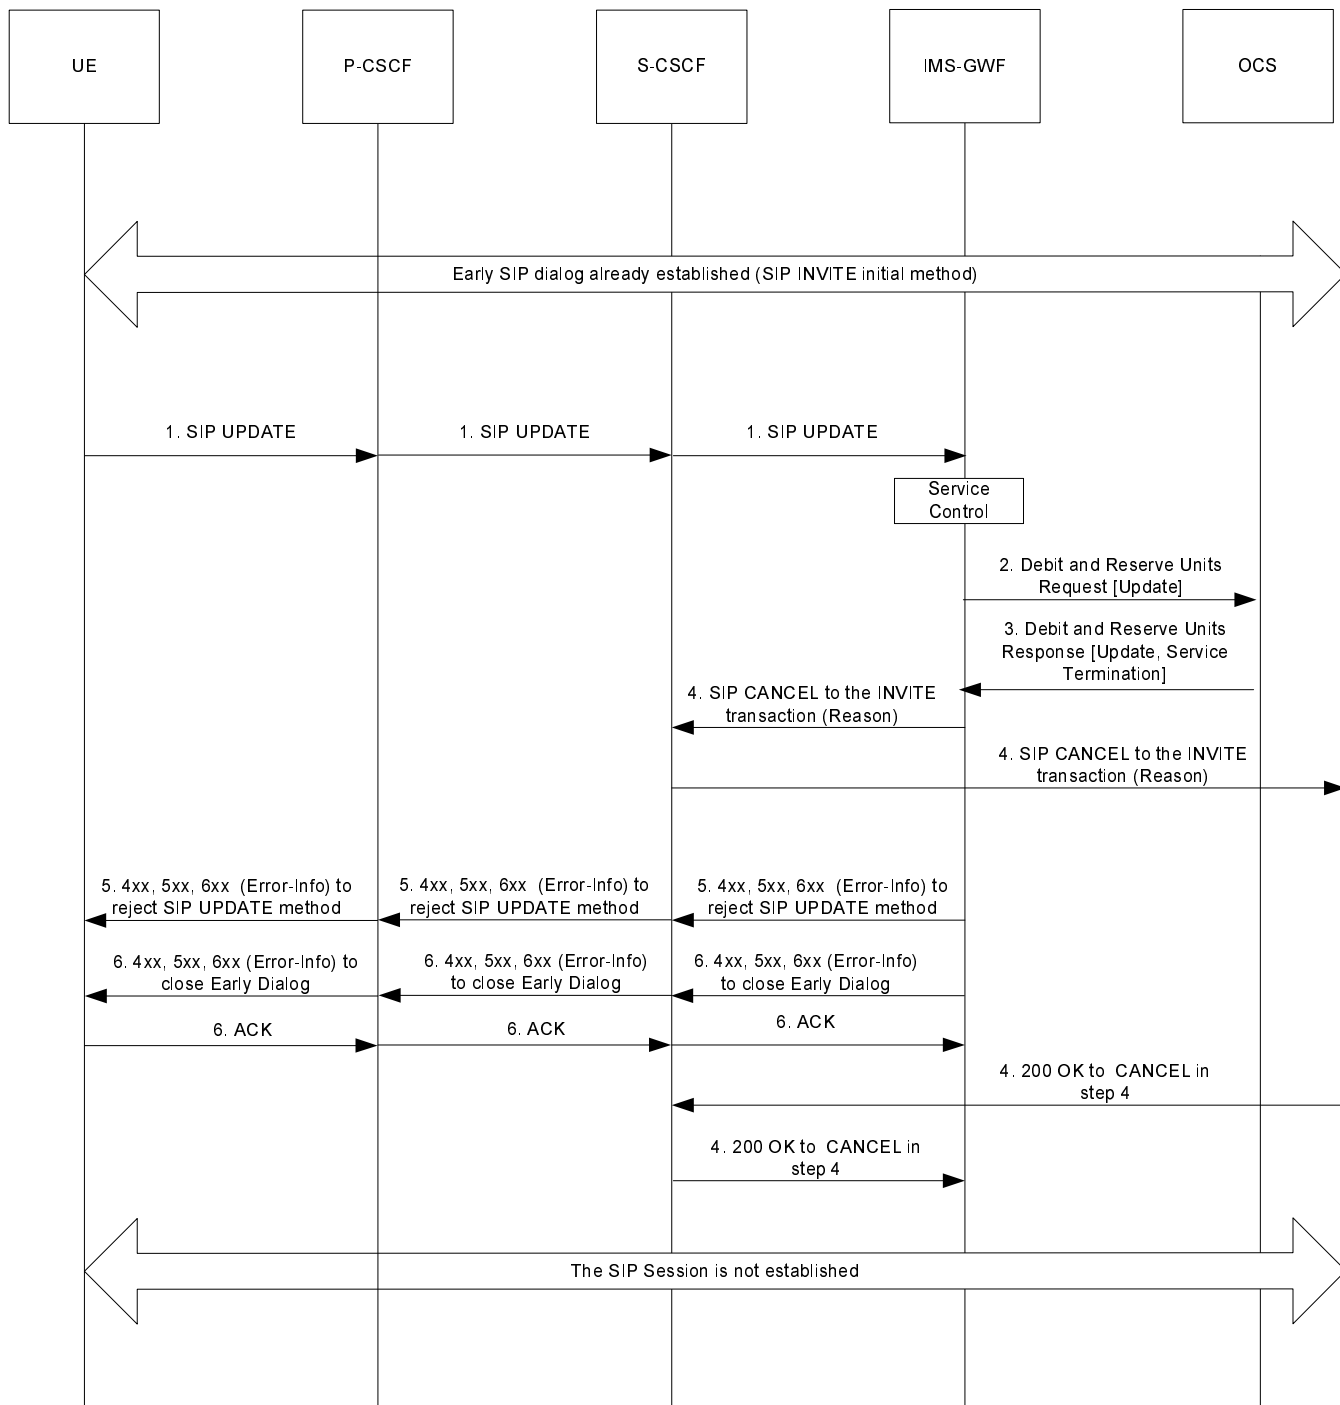 UE
P-CSCF
S-CSCF
IMS-GWF
OCS
Early SIP dialog already established (SIP INVITE initial method)
1. SIP UPDATE
1. SIP UPDATE
1. SIP UPDATE
Service
Control
2. Debit and Reserve Units
Request [Update]
3. Debit and Reserve Units
Response [Update, Service
Termination]
4. SIP CANCEL to the INVITE
transaction (Reason)
4. SIP CANCEL to the INVITE
transaction (Reason)
5. 4xx, 5xx, 6xx (Error-Info) to
reject SIP UPDATE method
5. 4xx, 5xx, 6xx (Error-Info) to
reject SIP UPDATE method
5. 4xx, 5xx, 6xx (Error-Info) to
reject SIP UPDATE method
6. 4xx, 5xx, 6xx (Error-Info) to
close Early Dialog
6. 4xx, 5xx, 6xx (Error-Info)
to close Early Dialog
6. 4xx, 5xx, 6xx (Error-Info)
to close Early Dialog
6. ACK
6. ACK
6. ACK
4. 200 OK to CANCEL in
step 4
4. 200 OK to CANCEL in
step 4
The SIP Session is not established